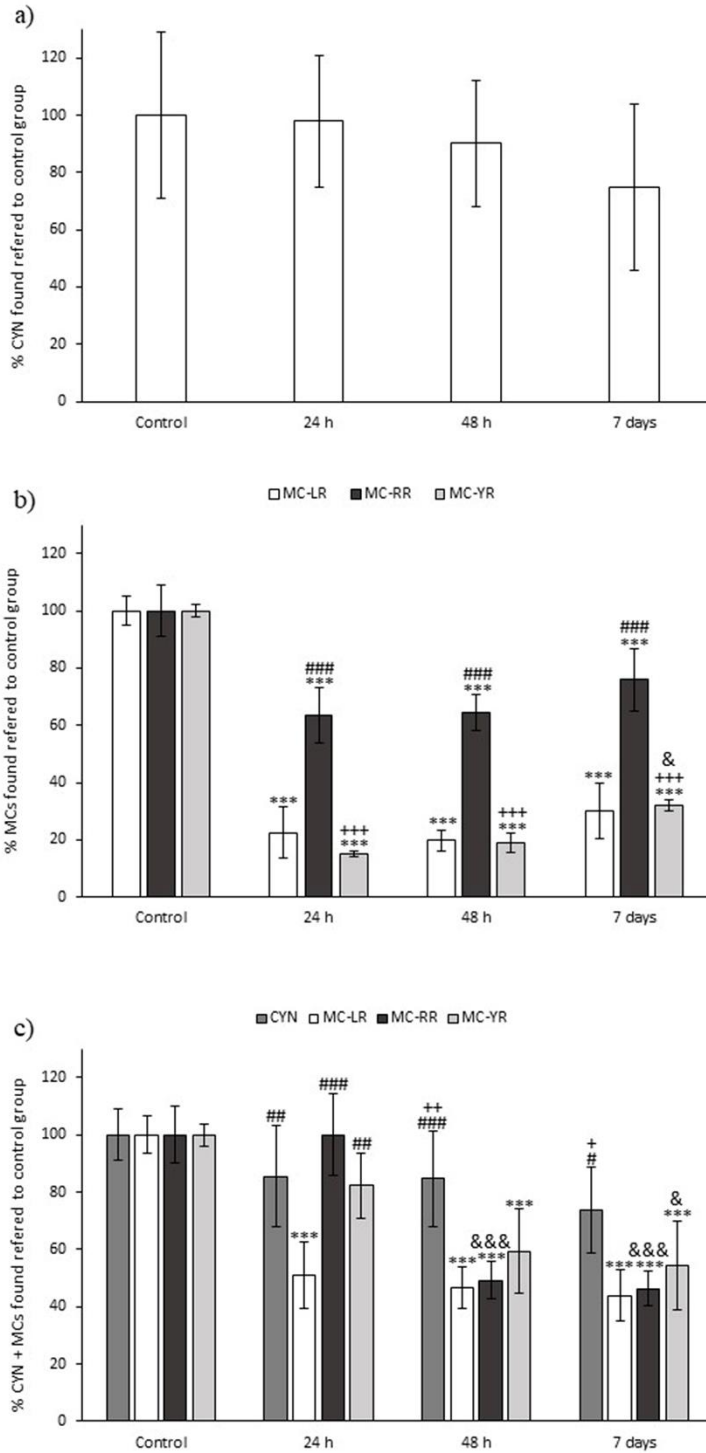 a)
% CYN found refered to control group
120
100
80
60
40
20
0
Control 24 h 48 h 7 days
b)
MC-LR MC-RR MC-YR
% MCs found refered to control group
120
100
80
60
40
20
0
### ### ###
*** *** ***
&
*** +++ *** +++ *** +++
*** *** ***
Control 24 h 48 h 7 days
c)
CYN MC-LR MC-RR MC-YR
% CYN + MCs found refered to control group
120
100
80
60
40
20
0
## *** ### ##
++
### *** &&& *** ***
+
# *** &&& *** & ***
Control 24 h 48 h 7 days